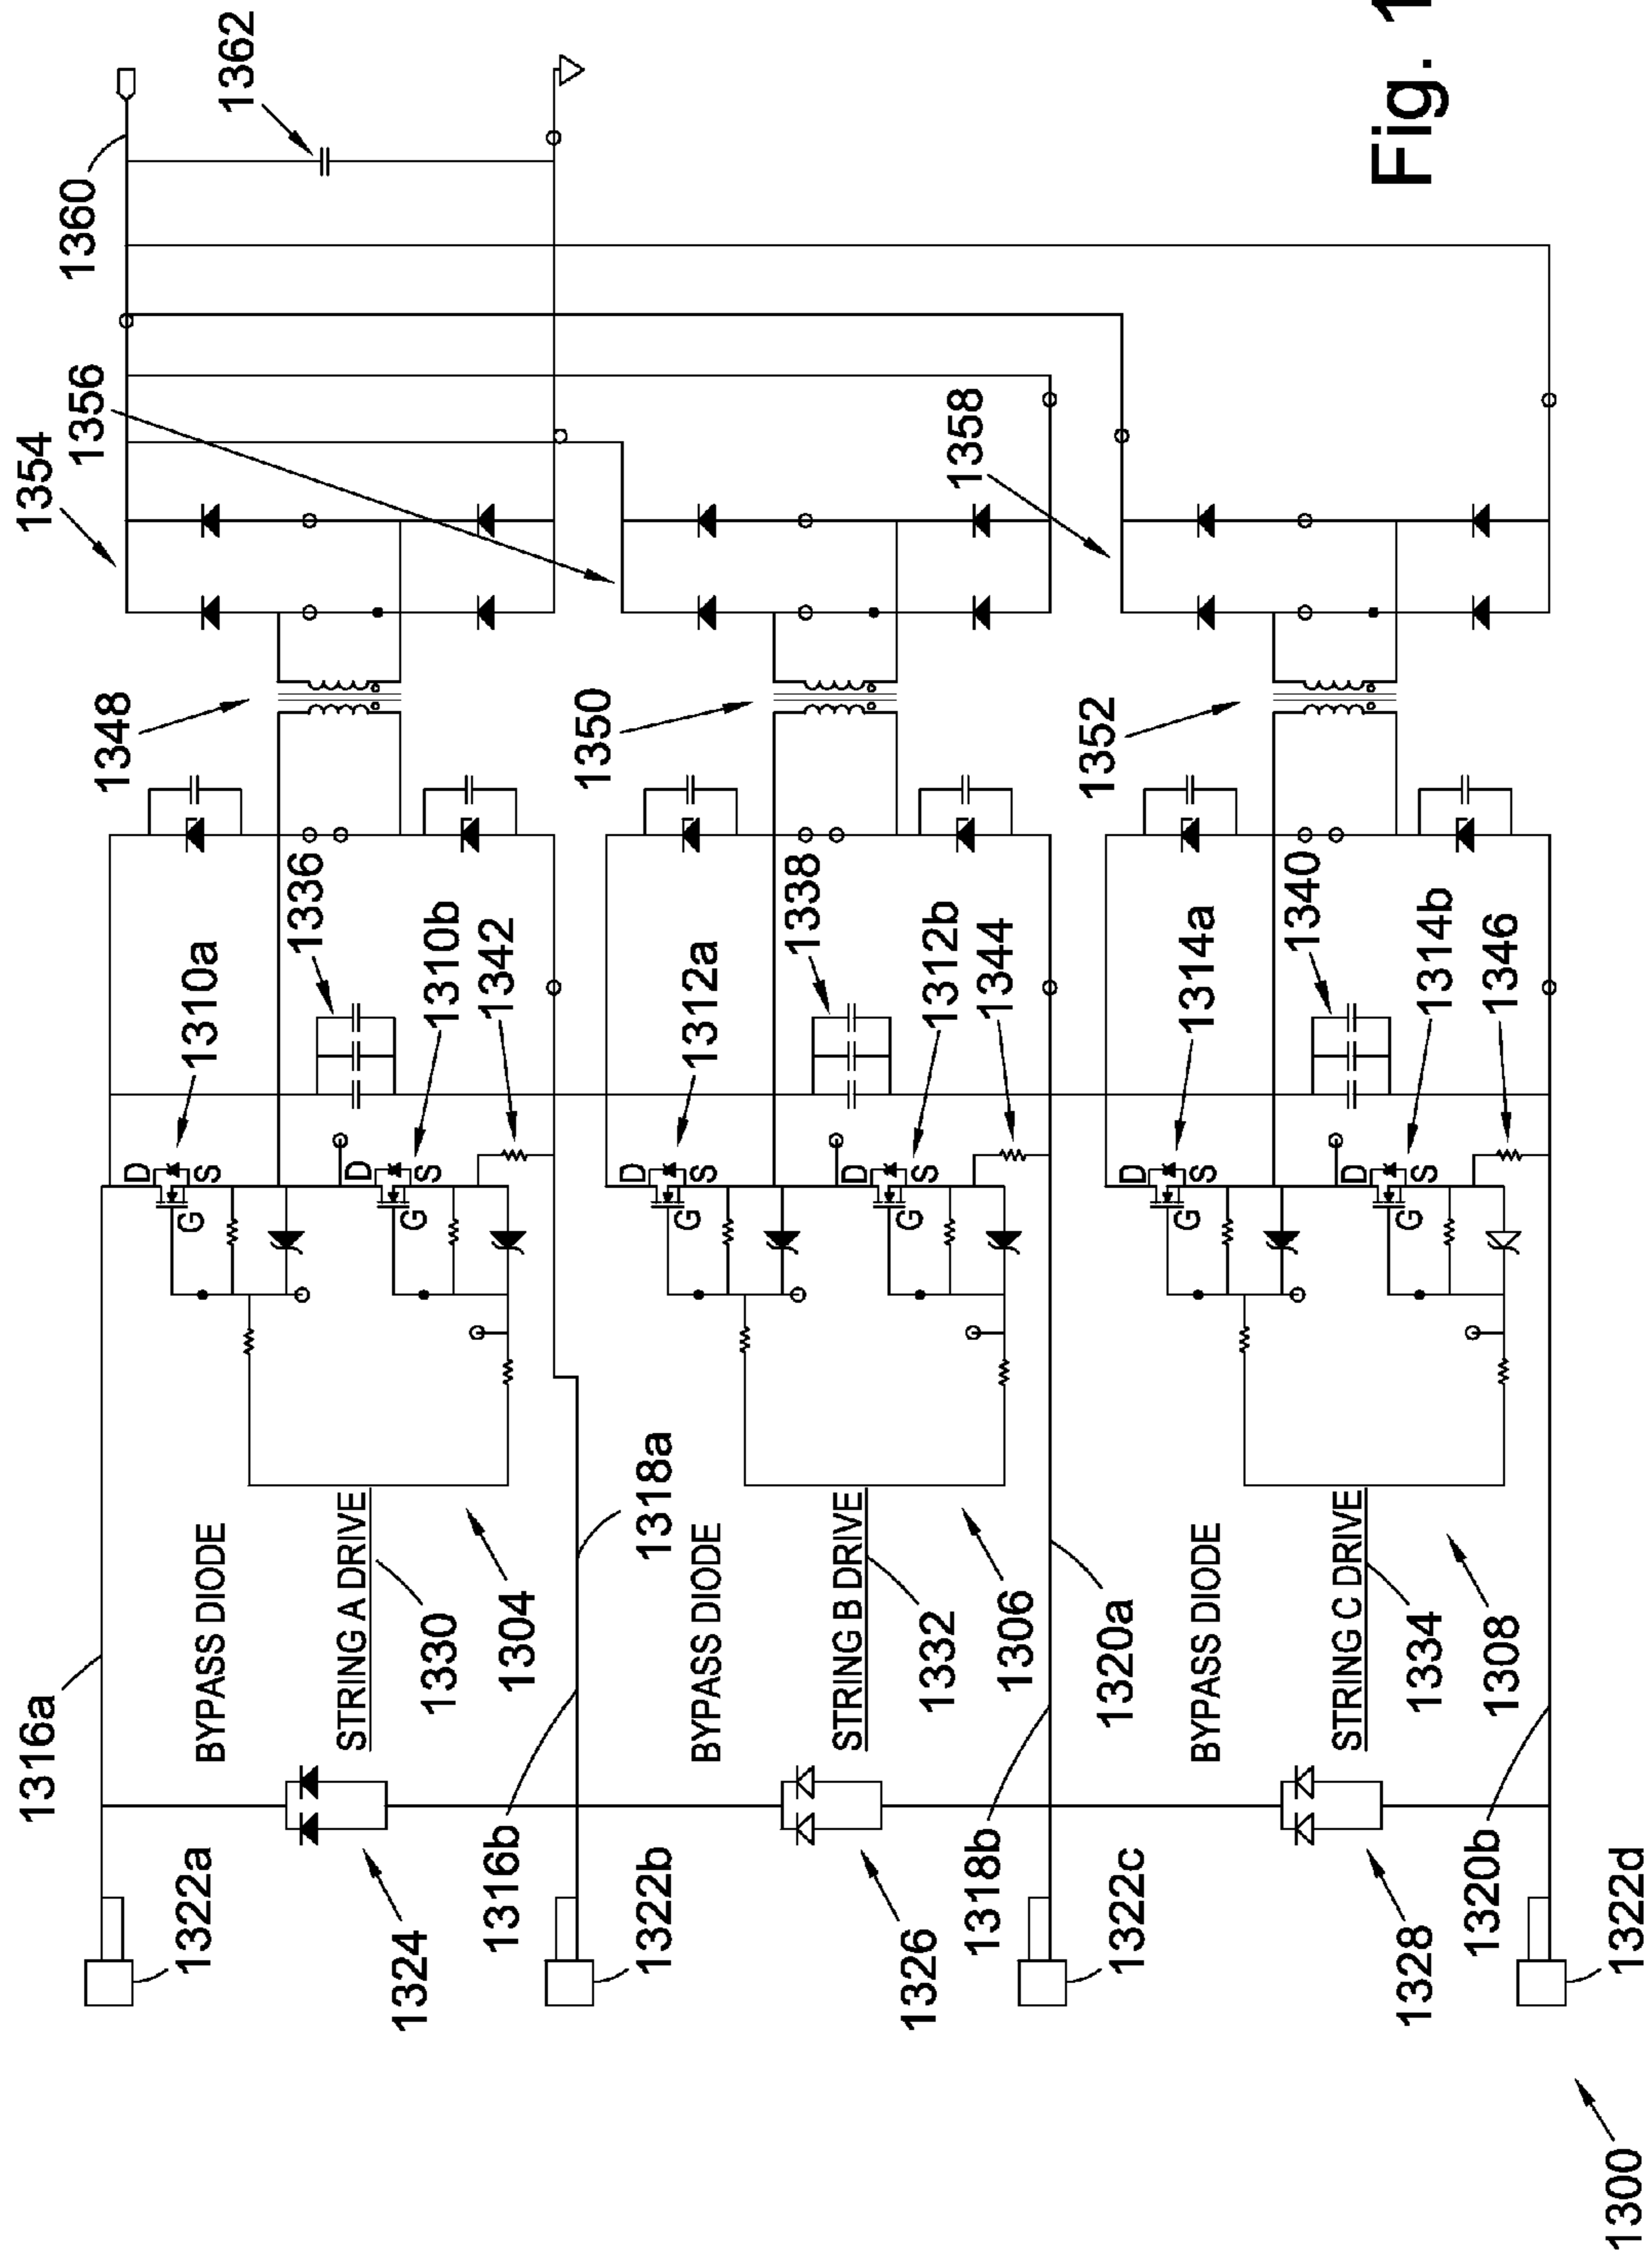 1360
1362
1354
1356
1358
Fig. 1
1348
1350
1352
1310a
1336
1310b
1342
1312a
1338
1312b
1344
1314a
1340
1314b
1346
D
S
G
D
S
G
D
S
G
D
S
G
D
S
G
D
S
G
1316a
BYPASS DIODE
STRING A DRIVE
1330
1304
1318a
BYPASS DIODE
STRING B DRIVE
1332
1306
1320a
BYPASS DIODE
STRING C DRIVE
1334
1308
1322a
1324
1316b
1322b
1326
1318b
1322c
1328
1320b
1322d
1300